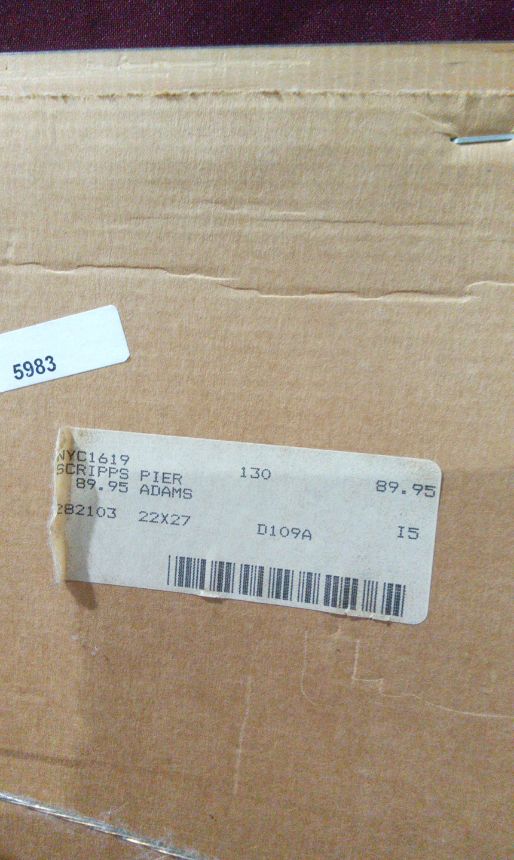 5983
NYC1619
SCRIPPS PIER 130 89.95
89.95 ADAMS
282103 22X27 D109A I5